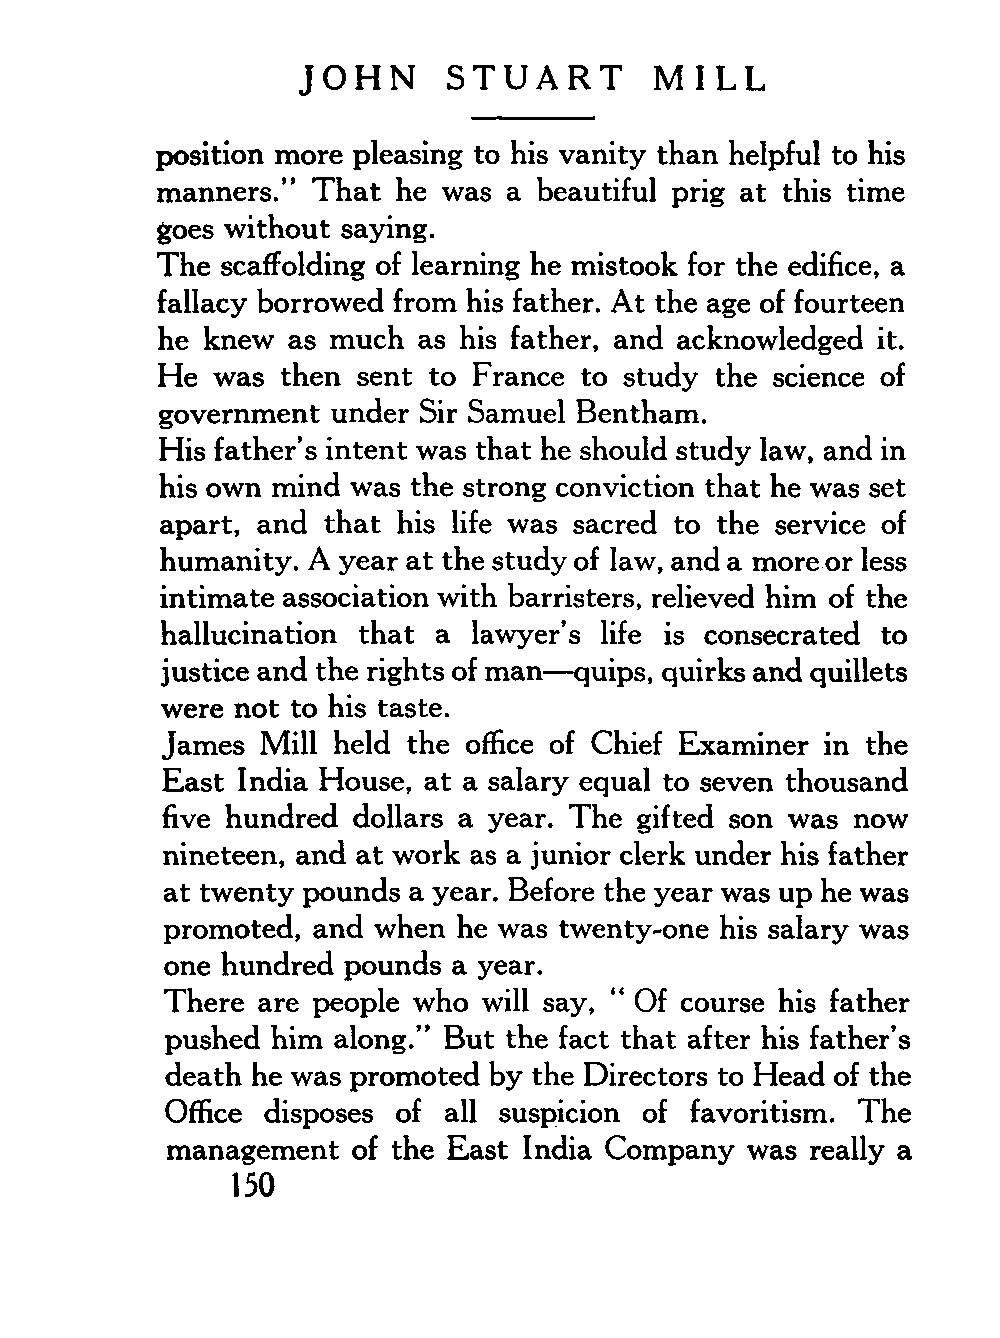 JOHN STUART MILL
position more pleasing to his vanity than helpful to his
manners." That he was a beautiful prig at this time
goes without saying.
The scaffolding of learning he mistook for the edifice, a
fallacy borrowed from his father. At the age of fourteen
he knew as much as his father, and acknowledged it.
He was then sent to France to study the science of
government under Sir Samuel Bentham.
His father's intent was that he should study law, and in
his own mind was the strong conviction that he was set
apart, and that his life was sacred to the service of
humanity. A year at the study of law, and a more or less
intimate association with barristers, relieved him of the
hallucination that a lawyer's life is consecrated to
justice and the rights of man—quips, quirks and quillets
were not to his taste.
James Mill held the office of Chief Examiner in the
East India House, at a salary equal to seven thousand
five hundred dollars a year. The gifted son was now
nineteen, and at work as a junior clerk under his father
at twenty pounds a year. Before the year was up he was
promoted, and when he was twenty-one his salary was
one hundred pounds a year.
There are people who will say, " Of course his father
pushed him along." But the fact that after his father's
death he was promoted by the Directors to Head of the
Office disposes of all suspicion of favoritism. The
management of the East India Company was really a
150